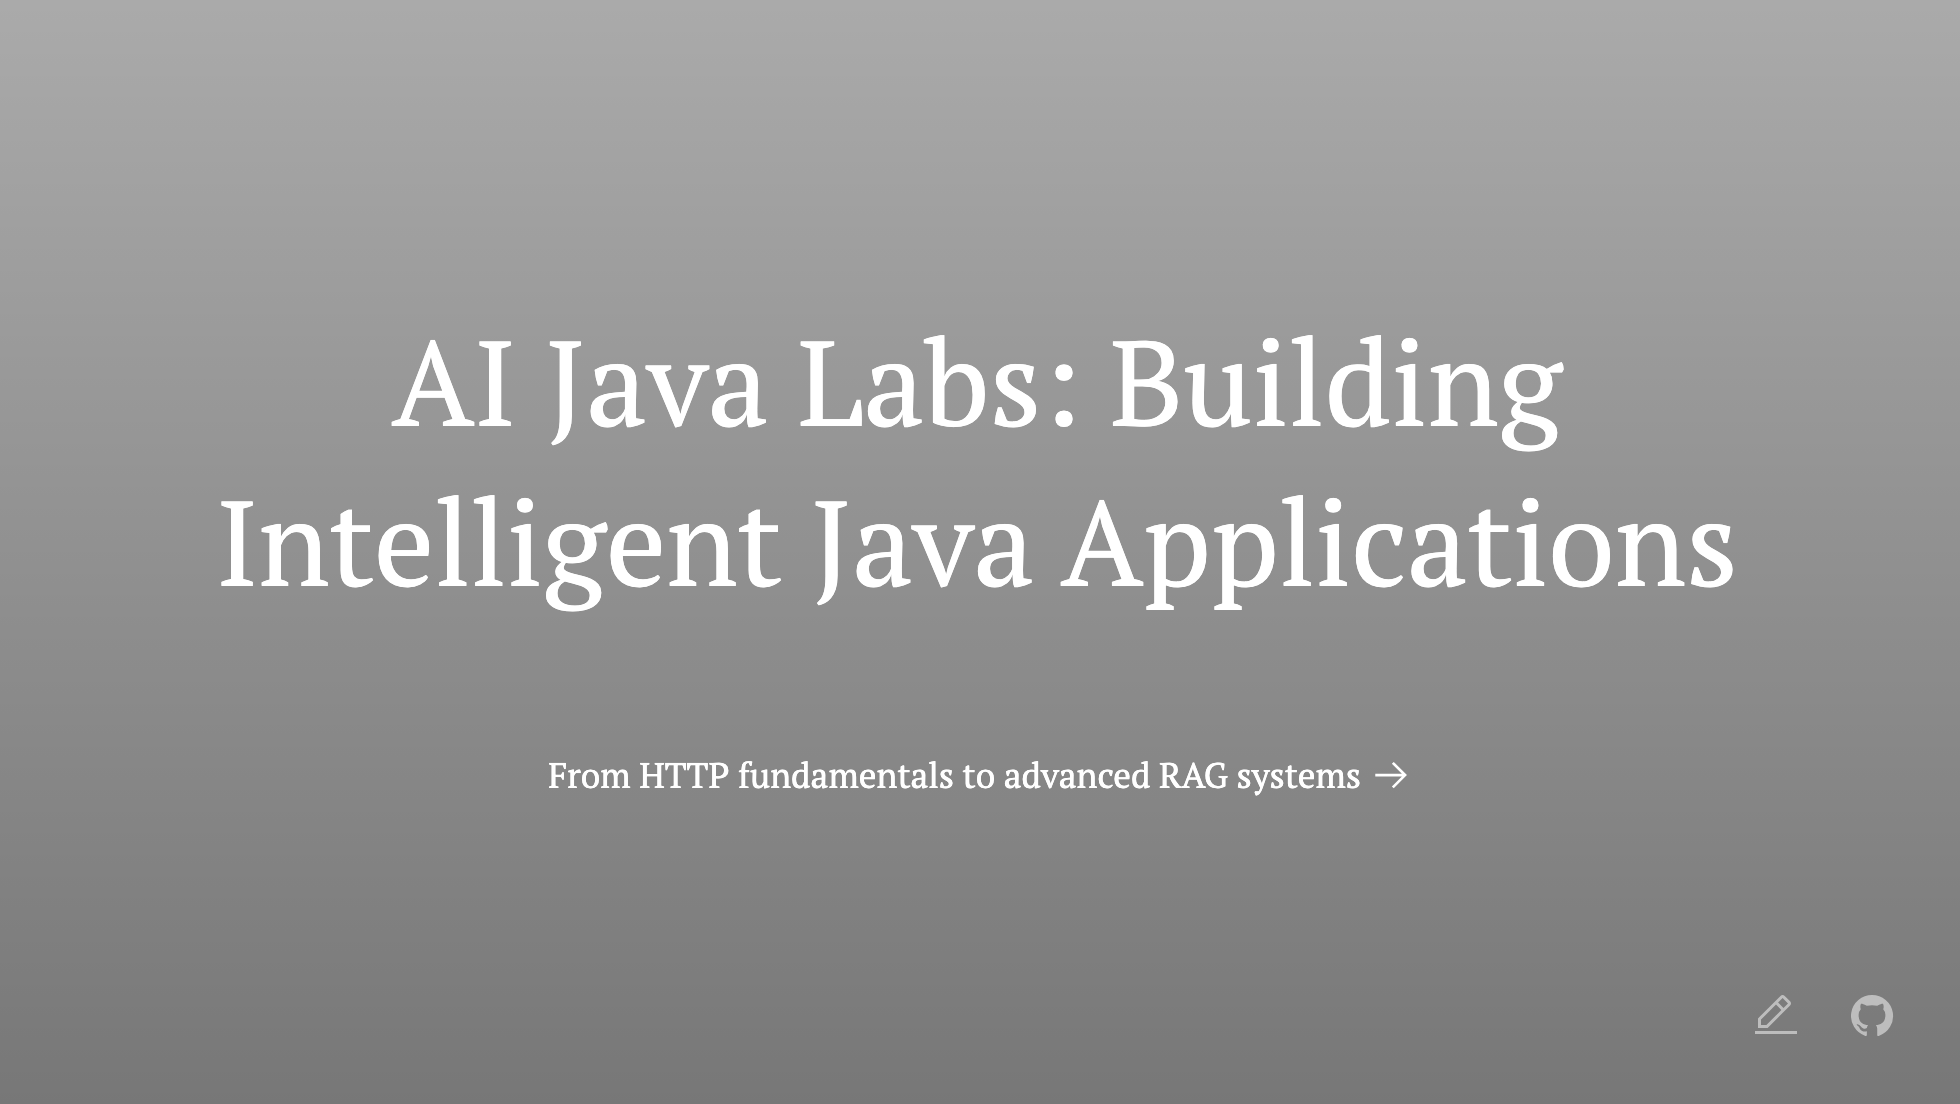 AI Java Labs: Building
Intelligent Java Applications
From HTTP fundamentals to advanced RAG systems →